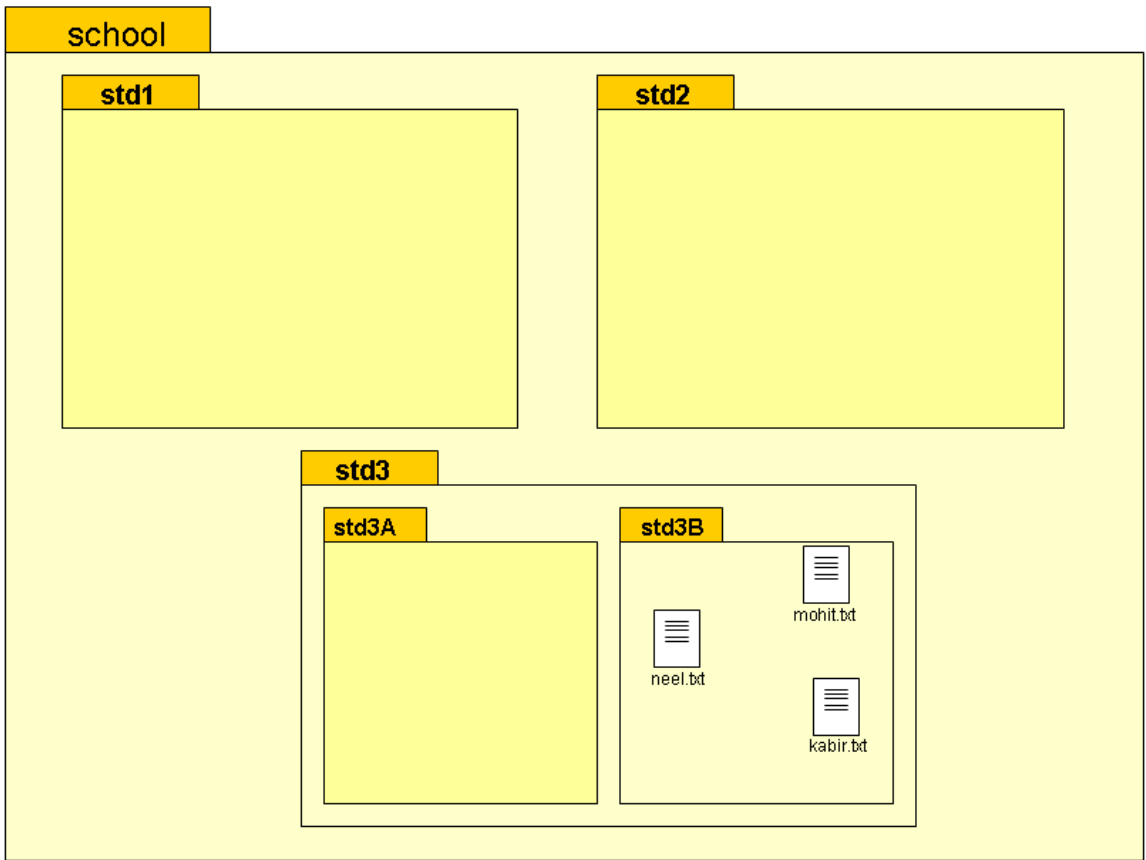 school
std1
std2
std3
std3A
std3B
mohit.txt
neel.txt
kabir.txt